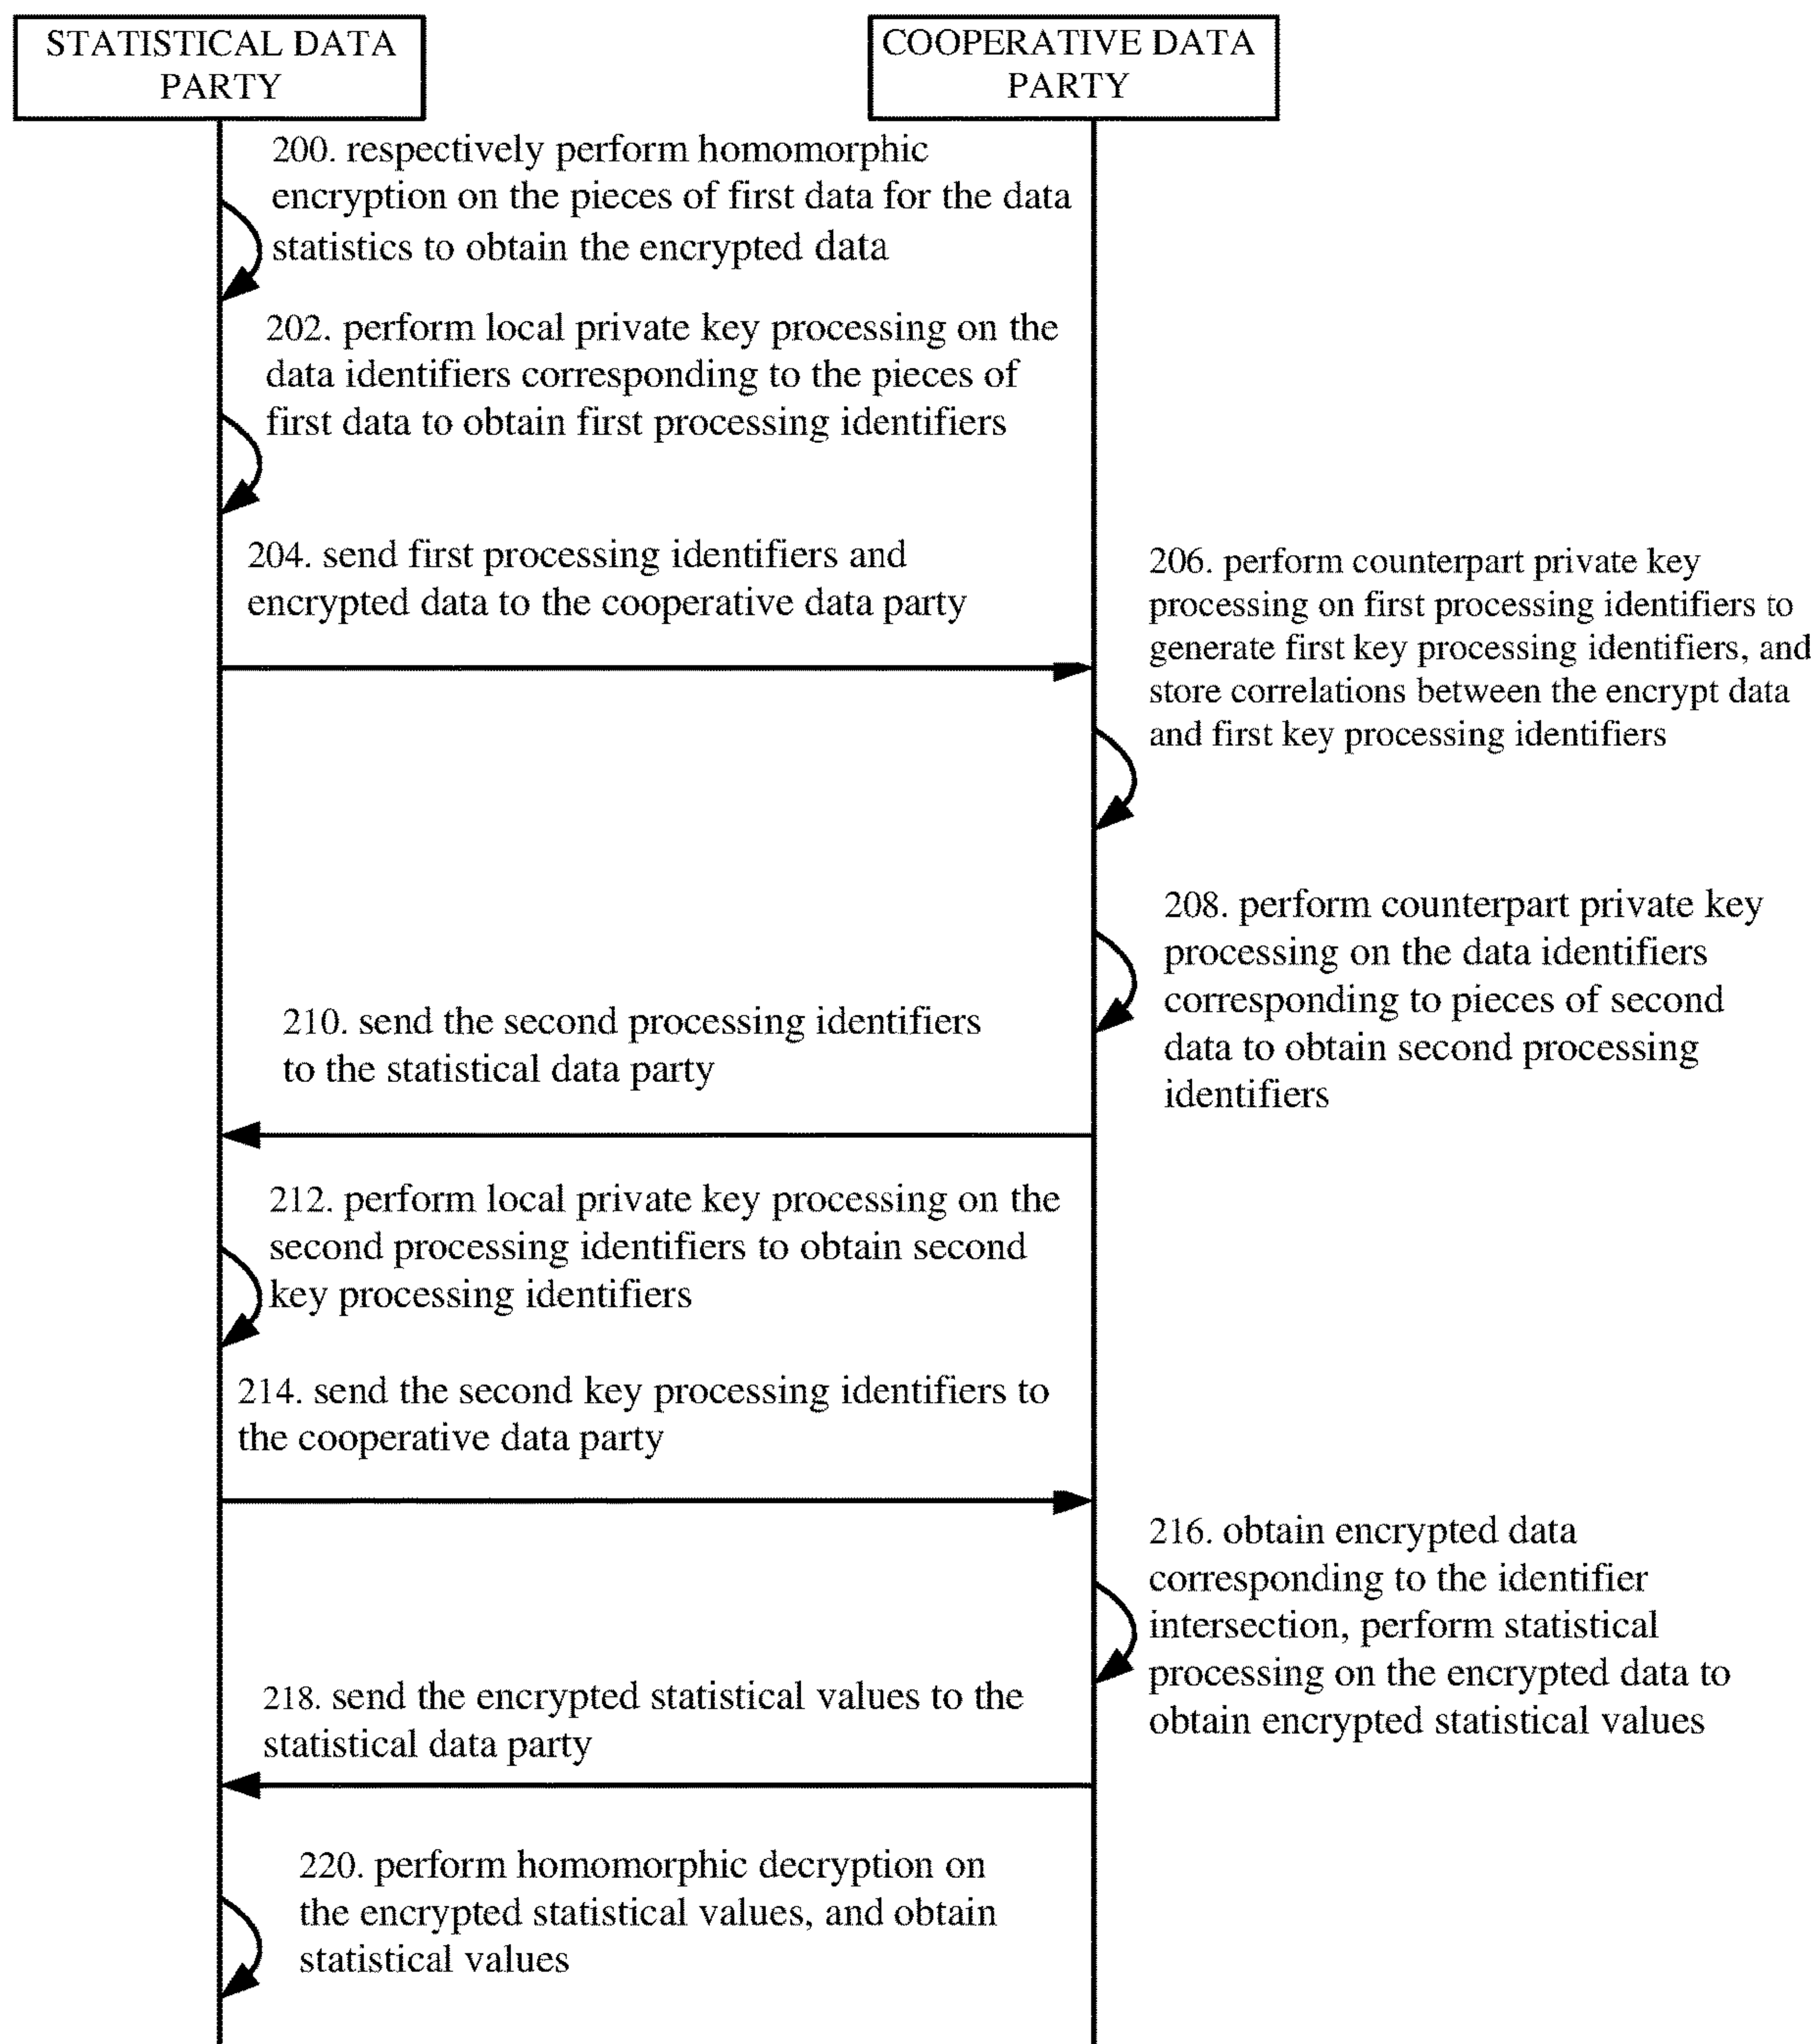 STATISTICAL DATA
PARTY
COOPERATIVE DATA
PARTY
200. respectively perform homomorphic
encryption on the pieces of first data for the data
statistics to obtain the encrypted data
202. perform local private key processing on the
data identifiers corresponding to the pieces of
first data to obtain first processing identifiers
204. send first processing identifiers and
encrypted data to the cooperative data party
206. perform counterpart private key
processing on first processing identifiers to
generate first key processing identifiers, and
store correlations between the encrypt data
and first key processing identifiers
208. perform counterpart private key
processing on the data identifiers
corresponding to pieces of second
data to obtain second processing
identifiers
210. send the second processing identifiers
to the statistical data party
212. perform local private key processing on the
second processing identifiers to obtain second
key processing identifiers
214. send the second key processing identifiers to
the cooperative data party
216. obtain encrypted data
corresponding to the identifier
intersection, perform statistical
processing on the encrypted data to
obtain encrypted statistical values
218. send the encrypted statistical values to the
statistical data party
220. perform homomorphic decryption on
the encrypted statistical values, and obtain
statistical values